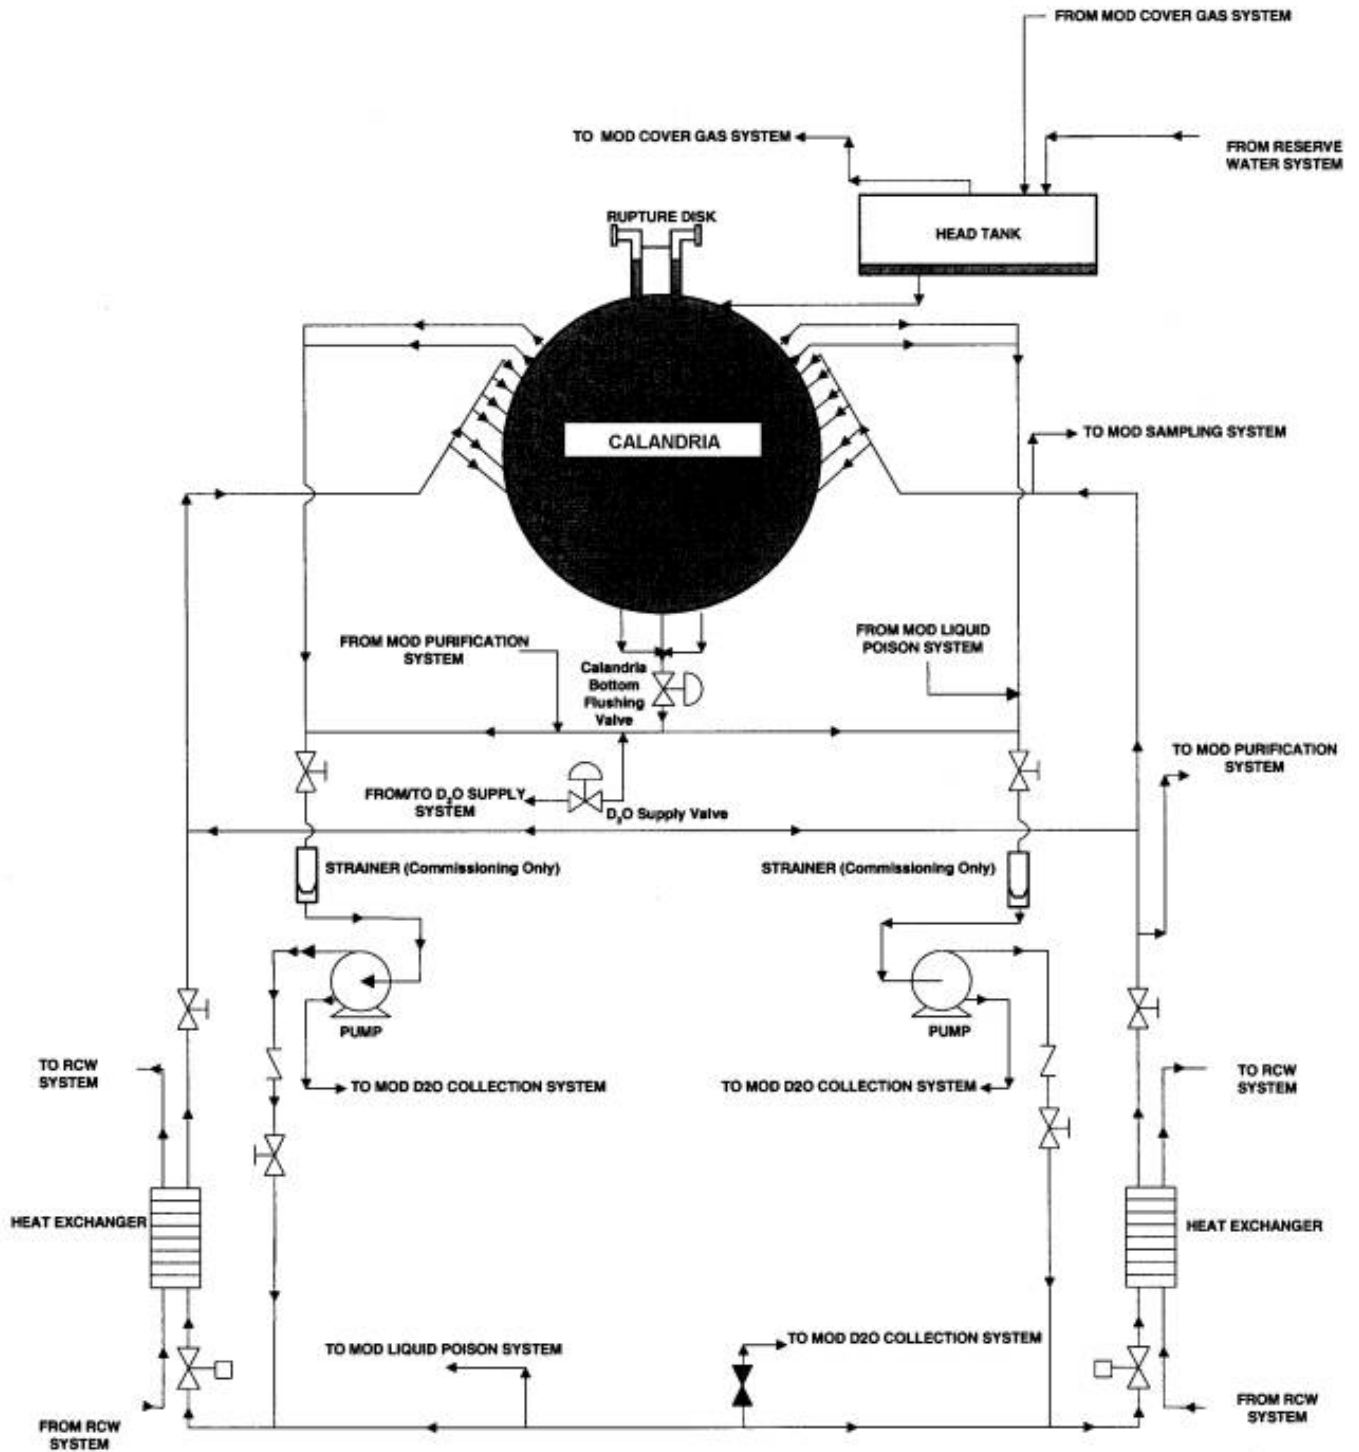 FROM MOD COVER GAS SYSTEM
TO MOD COVER GAS SYSTEM
FROM RESERVE
WATER SYSTEM
RUPTURE DISK
HEAD TANK
CALANDRIA
TO MOD SAMPLING SYSTEM
FROM MOD PURIFICATION
SYSTEM
FROM MOD LIQUID
POISON SYSTEM
Calandria
Bottom
Flushing
Valve
TO MOD PURIFICATION
SYSTEM
FROM/TO D₂O SUPPLY
SYSTEM
D₂O Supply Valve
STRAINER (Commissioning Only)
STRAINER (Commissioning Only)
PUMP
PUMP
TO RCW
SYSTEM
TO MOD D2O COLLECTION SYSTEM
TO MOD D2O COLLECTION SYSTEM
TO RCW
SYSTEM
HEAT EXCHANGER
HEAT EXCHANGER
TO MOD LIQUID POISON SYSTEM
TO MOD D2O COLLECTION SYSTEM
FROM RCW
SYSTEM
FROM RCW
SYSTEM